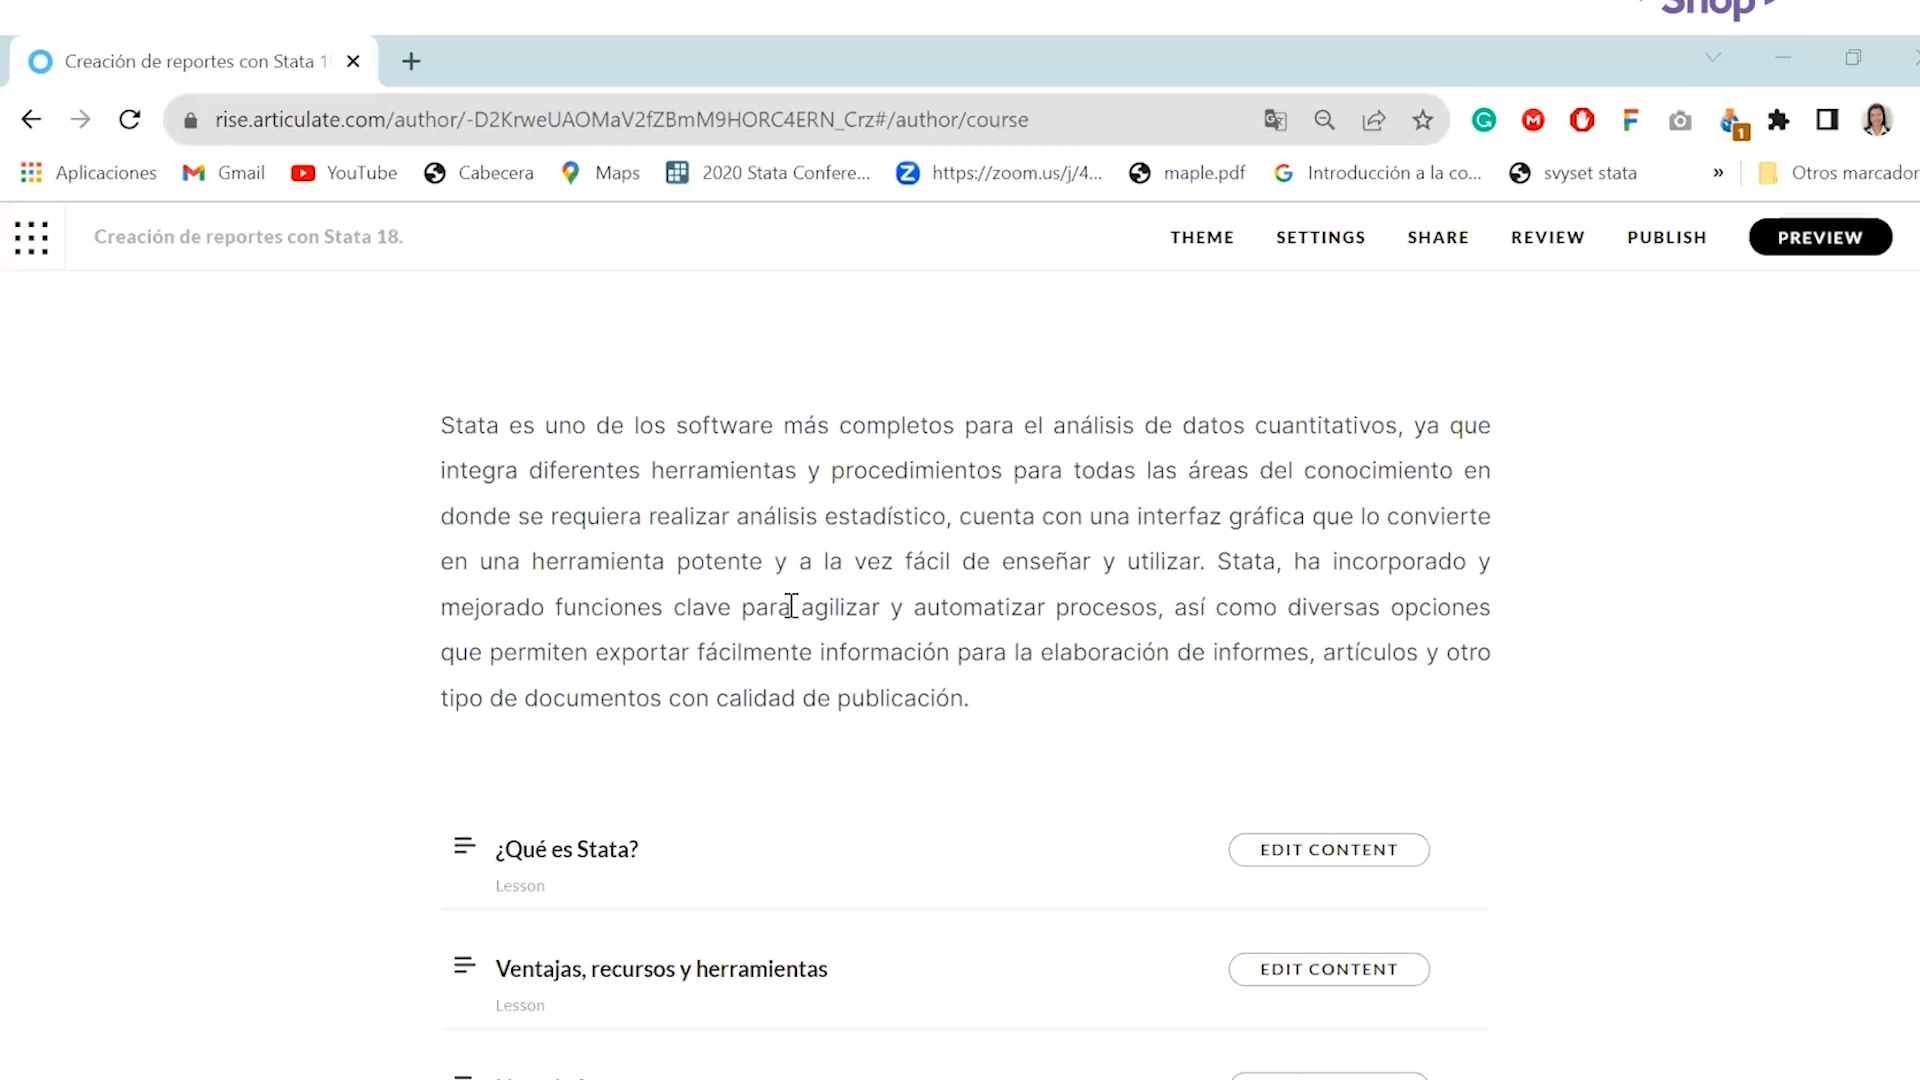 Shop
Creación de reportes con Stata 1
rise.articulate.com/author/-D2KrweUAOMaV2fZBmM9HORC4ERN_Crz#/author/course
1
Aplicaciones Gmail YouTube Cabecera Maps 2020 Stata Confere... https://zoom.us/j/4... maple.pdf Introducción a la co... svyset stata » Otros marcador
Creación de reportes con Stata 18. THEME SETTINGS SHARE REVIEW PUBLISH PREVIEW
Stata es uno de los software más completos para el análisis de datos cuantitativos, ya que
integra diferentes herramientas y procedimientos para todas las áreas del conocimiento en
donde se requiera realizar análisis estadístico, cuenta con una interfaz gráfica que lo convierte
en una herramienta potente y a la vez fácil de enseñar y utilizar. Stata, ha incorporado y
mejorado funciones clave para agilizar y automatizar procesos, así como diversas opciones
que permiten exportar fácilmente información para la elaboración de informes, artículos y otro
tipo de documentos con calidad de publicación.
¿Qué es Stata? EDIT CONTENT
Lesson
Ventajas, recursos y herramientas EDIT CONTENT
Lesson